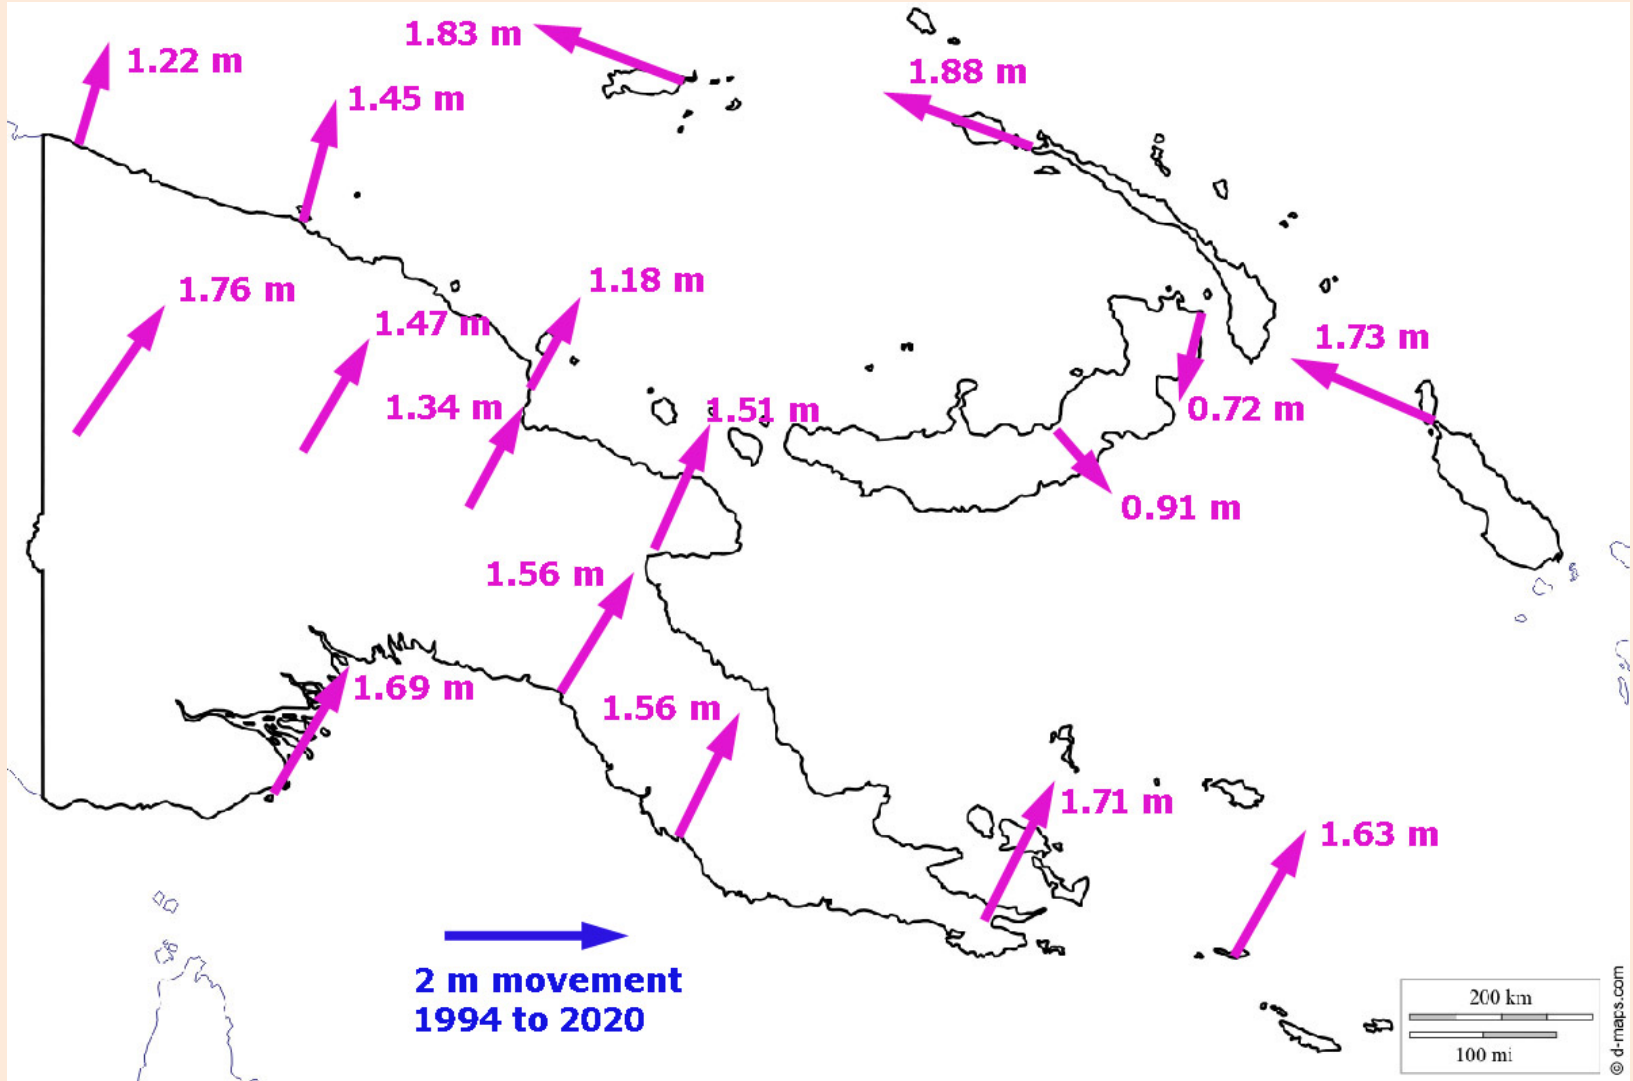 1.83 m
1.22 m
1.88 m
1.45 m
1.18 m
1.76 m
1.47 m
1.73 m
1.34 m
1.51 m
0.72 m
0.91 m
1.56 m
1.69 m
1.56 m
1.71 m
1.63 m
2 m movement
1994 to 2020
200 km
100 mi
© d-maps.com